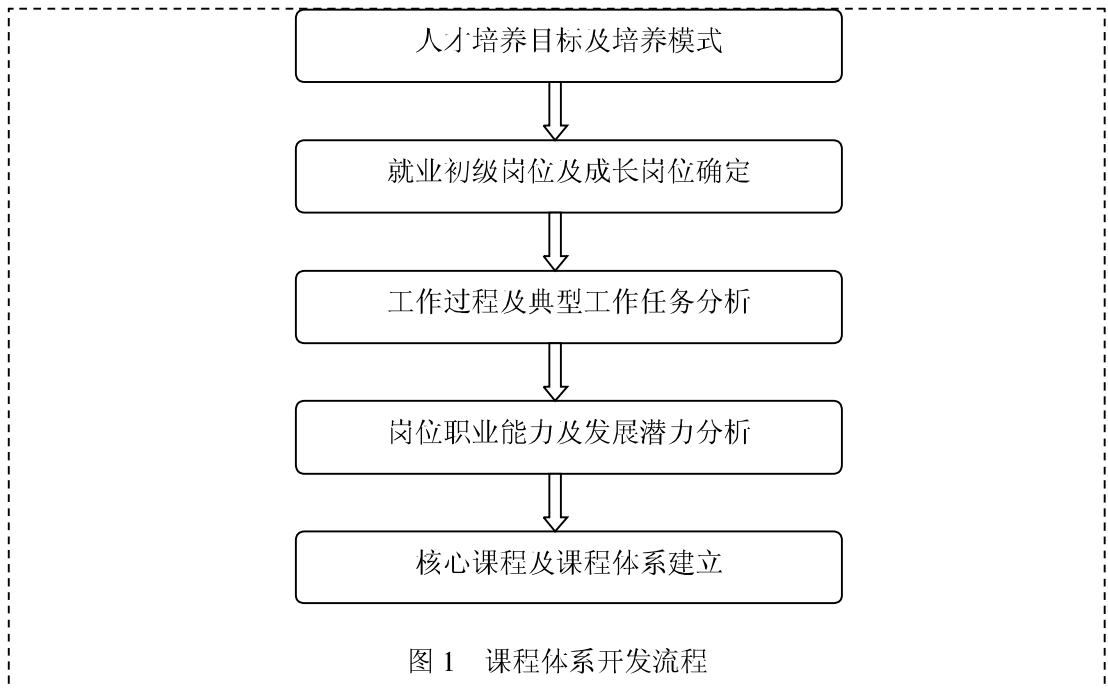 人才培养目标及培养模式
就业初级岗位及成长岗位确定
工作过程及典型工作任务分析
岗位职业能力及发展潜力分析
核心课程及课程体系建立
图 1　课程体系开发流程